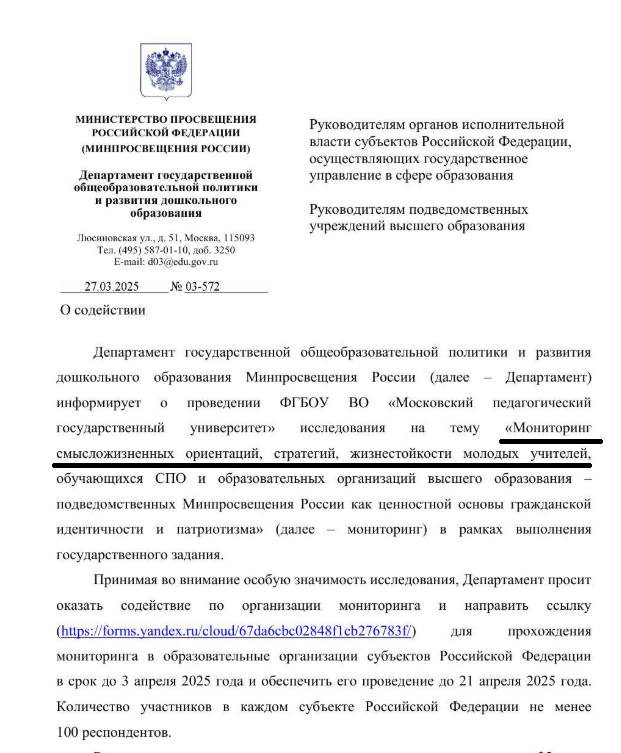 МИНИСТЕРСТВО ПРОСВЕЩЕНИЯ
РОССИЙСКОЙ ФЕДЕРАЦИИ
(МИНПРОСВЕЩЕНИЯ РОССИИ)
Департамент государственной
общеобразовательной политики
и развития дошкольного
образования
Люсиновская ул., д. 51, Москва, 115093
Тел. (495) 587-01-10, доб. 3250
E-mail: d03@edu.gov.ru
27.03.2025 № 03-572
О содействии
Руководителям органов исполнительной
власти субъектов Российской Федерации,
осуществляющих государственное
управление в сфере образования
Руководителям подведомственных
учреждений высшего образования
Департамент государственной общеобразовательной политики и развития
дошкольного образования Минпросвещения России (далее – Департамент)
информирует о проведении ФГБОУ ВО «Московский педагогический
государственный университет» исследования на тему «Мониторинг
смысложизненных ориентаций, стратегий, жизнестойкости молодых учителей,
обучающихся СПО и образовательных организаций высшего образования –
подведомственных Минпросвещения России как ценностной основы гражданской
идентичности и патриотизма» (далее – мониторинг) в рамках выполнения
государственного задания.
Принимая во внимание особую значимость исследования, Департамент просит
оказать содействие по организации мониторинга и направить ссылку
(https://forms.yandex.ru/cloud/67da6cbc02848f1cb276783f/) для прохождения
мониторинга в образовательные организации субъектов Российской Федерации
в срок до 3 апреля 2025 года и обеспечить его проведение до 21 апреля 2025 года.
Количество участников в каждом субъекте Российской Федерации не менее
100 респондентов.